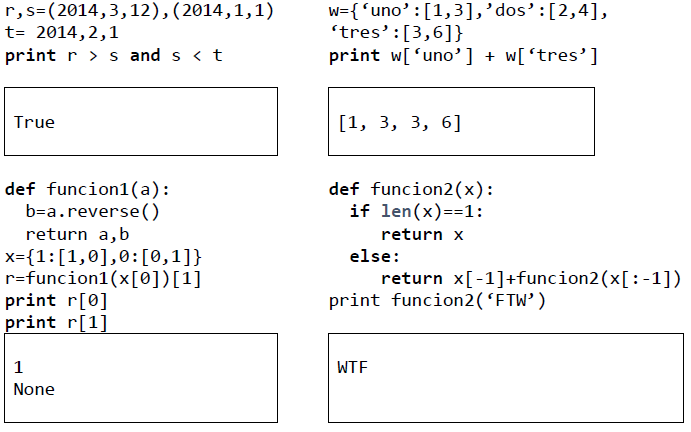 r,s=(2014,3,12),(2014,1,1)
t= 2014,2,1
print r > s and s < t
True
w={‘uno’:[1,3],’dos’:[2,4],
‘tres’:[3,6]}
print w[‘uno’] + w[‘tres’]
[1, 3, 3, 6]
def funcion1(a):
  b=a.reverse()
  return a,b
x={1:[1,0],0:[0,1]}
r=funcion1(x[0])[1]
print r[0]
print r[1]
1
None
def funcion2(x):
  if len(x)==1:
     return x
  else:
     return x[-1]+funcion2(x[:-1])
print funcion2(‘FTW’)
WTF